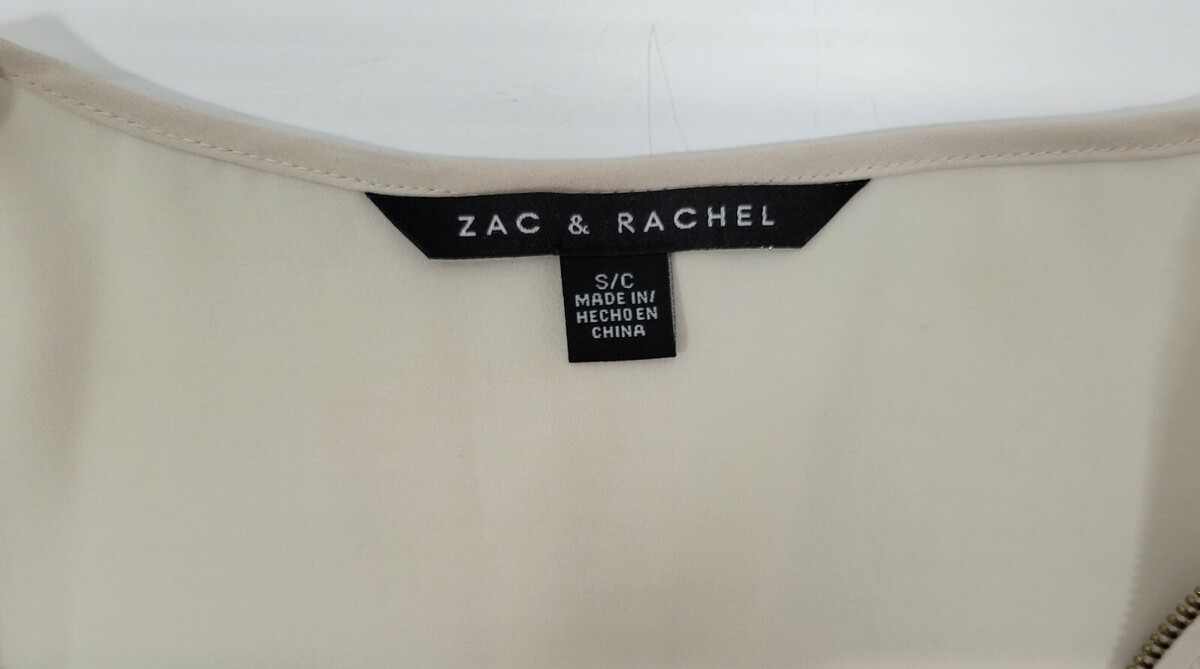 ZAC & RACHEL
S/C
MADE IN/
HECHO EN
CHINA